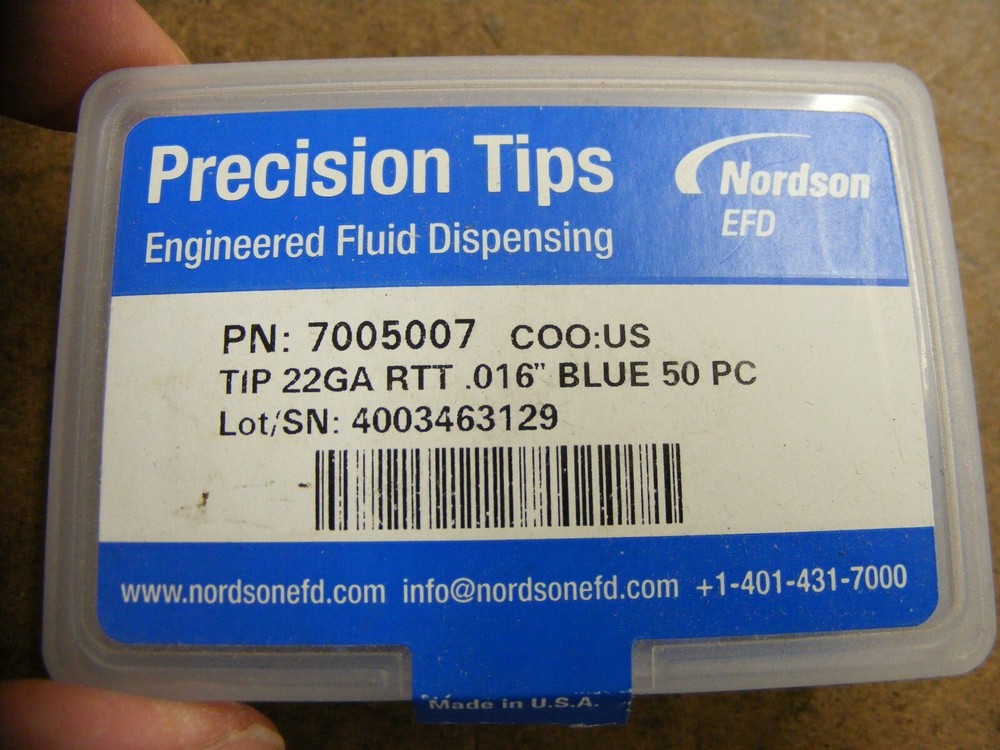 Precision Tips
Engineered Fluid Dispensing
Nordson
EFD
PN: 7005007 COO:US
TIP 22GA RTT .016" BLUE 50 PC
Lot/SN: 4003463129
www.nordsonefd.com info@nordsonefd.com +1-401-431-7000
Made in U.S.A.